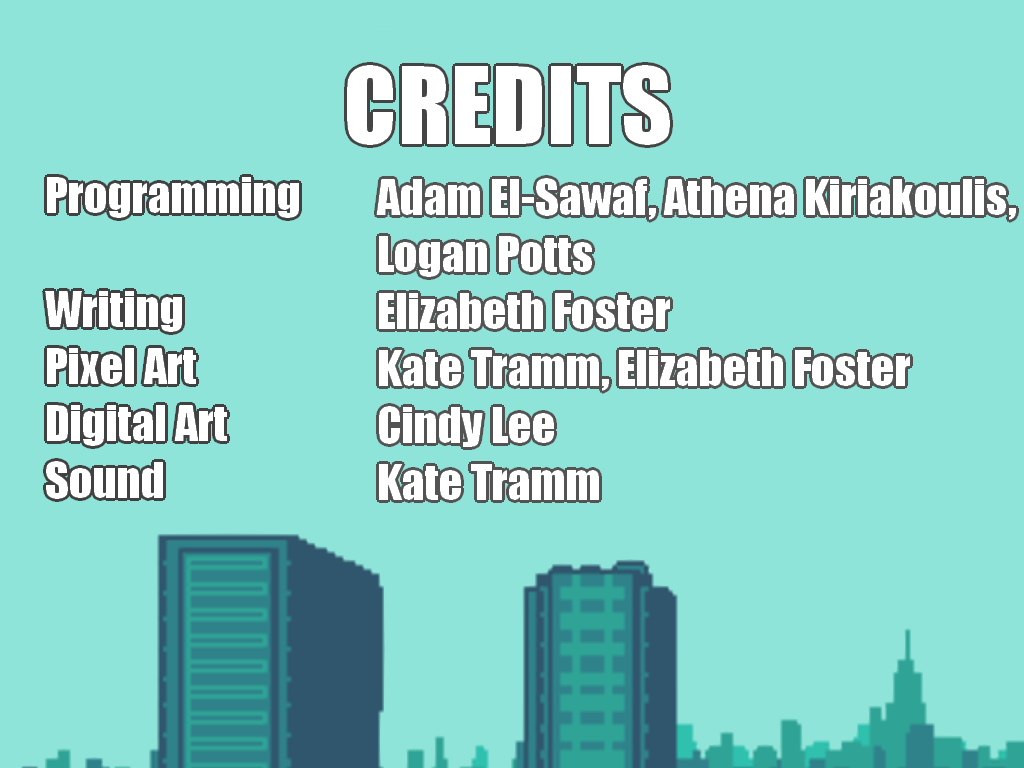 CREDITS
Programming Adam El-Sawaf, Athena Kiriakoulis,
Logan Potts
Writing Elizabeth Foster
Pixel Art Kate Tramm, Elizabeth Foster
Digital Art Cindy Lee
Sound Kate Tramm